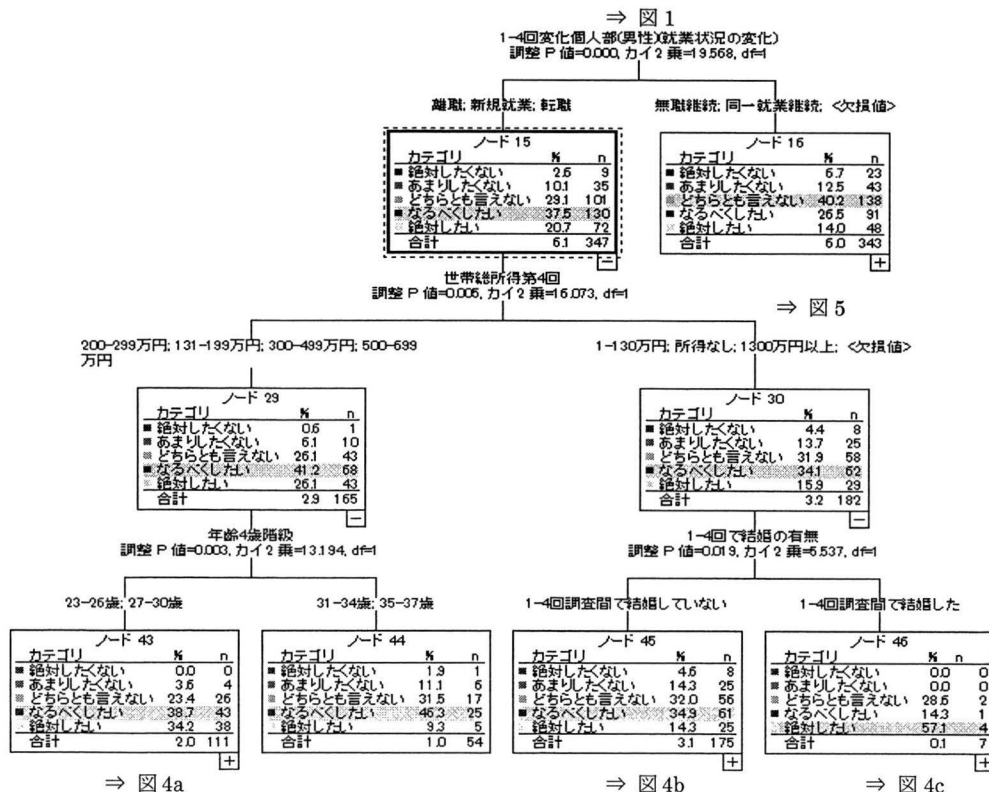 ⇒ 図1
1-4回変化個人部(男性)(就業状況の変化)
調整 P 値=0.000, カイ2 乗=19.568, df=1
離職; 新規就業; 転職
無職継続; 同一就業継続; <欠損値>
ノード 15
カテゴリ % n
絶対したくない 2.6 9
あまりしたくない 10.1 35
どちらとも言えない 29.1 101
なるべくしたい 37.5 130
絶対したい 20.7 72
合計 6.1 347
ノード 16
カテゴリ % n
絶対したくない 6.7 23
あまりしたくない 12.5 43
どちらとも言えない 40.2 138
なるべくしたい 26.5 91
絶対したい 14.0 48
合計 6.0 343
世帯総所得第4回
調整 P 値=0.005, カイ2 乗=16.073, df=1
⇒ 図5
200-299万円; 131-199万円; 300-499万円; 500-699
万円
1-130万円; 所得なし; 1300万円以上; <欠損値>
ノード 29
カテゴリ % n
絶対したくない 0.6 1
あまりしたくない 6.1 10
どちらとも言えない 26.1 43
なるべくしたい 41.2 68
絶対したい 26.1 43
合計 2.9 165
ノード 30
カテゴリ % n
絶対したくない 4.4 8
あまりしたくない 13.7 25
どちらとも言えない 31.9 58
なるべくしたい 34.1 62
絶対したい 15.9 29
合計 3.2 182
年齢4歳階級
調整 P 値=0.003, カイ2 乗=13.194, df=1
1-4回で結婚の有無
調整 P 値=0.019, カイ2 乗=5.537, df=1
23-26歳; 27-30歳
31-34歳; 35-37歳
1-4回調査間で結婚していない
1-4回調査間で結婚した
ノード 43
カテゴリ % n
絶対したくない 0.0 0
あまりしたくない 3.6 4
どちらとも言えない 23.4 26
なるべくしたい 38.7 43
絶対したい 34.2 38
合計 2.0 111
ノード 44
カテゴリ % n
絶対したくない 1.9 1
あまりしたくない 11.1 6
どちらとも言えない 31.5 17
なるべくしたい 46.3 25
絶対したい 9.3 5
合計 1.0 54
ノード 45
カテゴリ % n
絶対したくない 4.6 8
あまりしたくない 14.3 25
どちらとも言えない 32.0 56
なるべくしたい 34.9 61
絶対したい 14.3 25
合計 3.1 175
ノード 46
カテゴリ % n
絶対したくない 0.0 0
あまりしたくない 0.0 0
どちらとも言えない 28.6 2
なるべくしたい 14.3 1
絶対したい 57.1 4
合計 0.1 7
⇒ 図4a
⇒ 図4b
⇒ 図4c